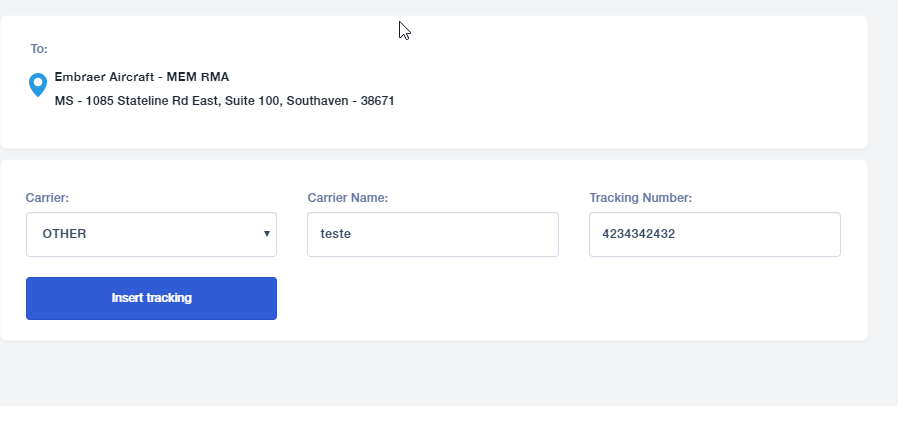 To:
Embraer Aircraft - MEM RMA
MS - 1085 Stateline Rd East, Suite 100, Southaven - 38671
Carrier:
Carrier Name:
Tracking Number:
OTHER
teste
4234342432
Insert tracking